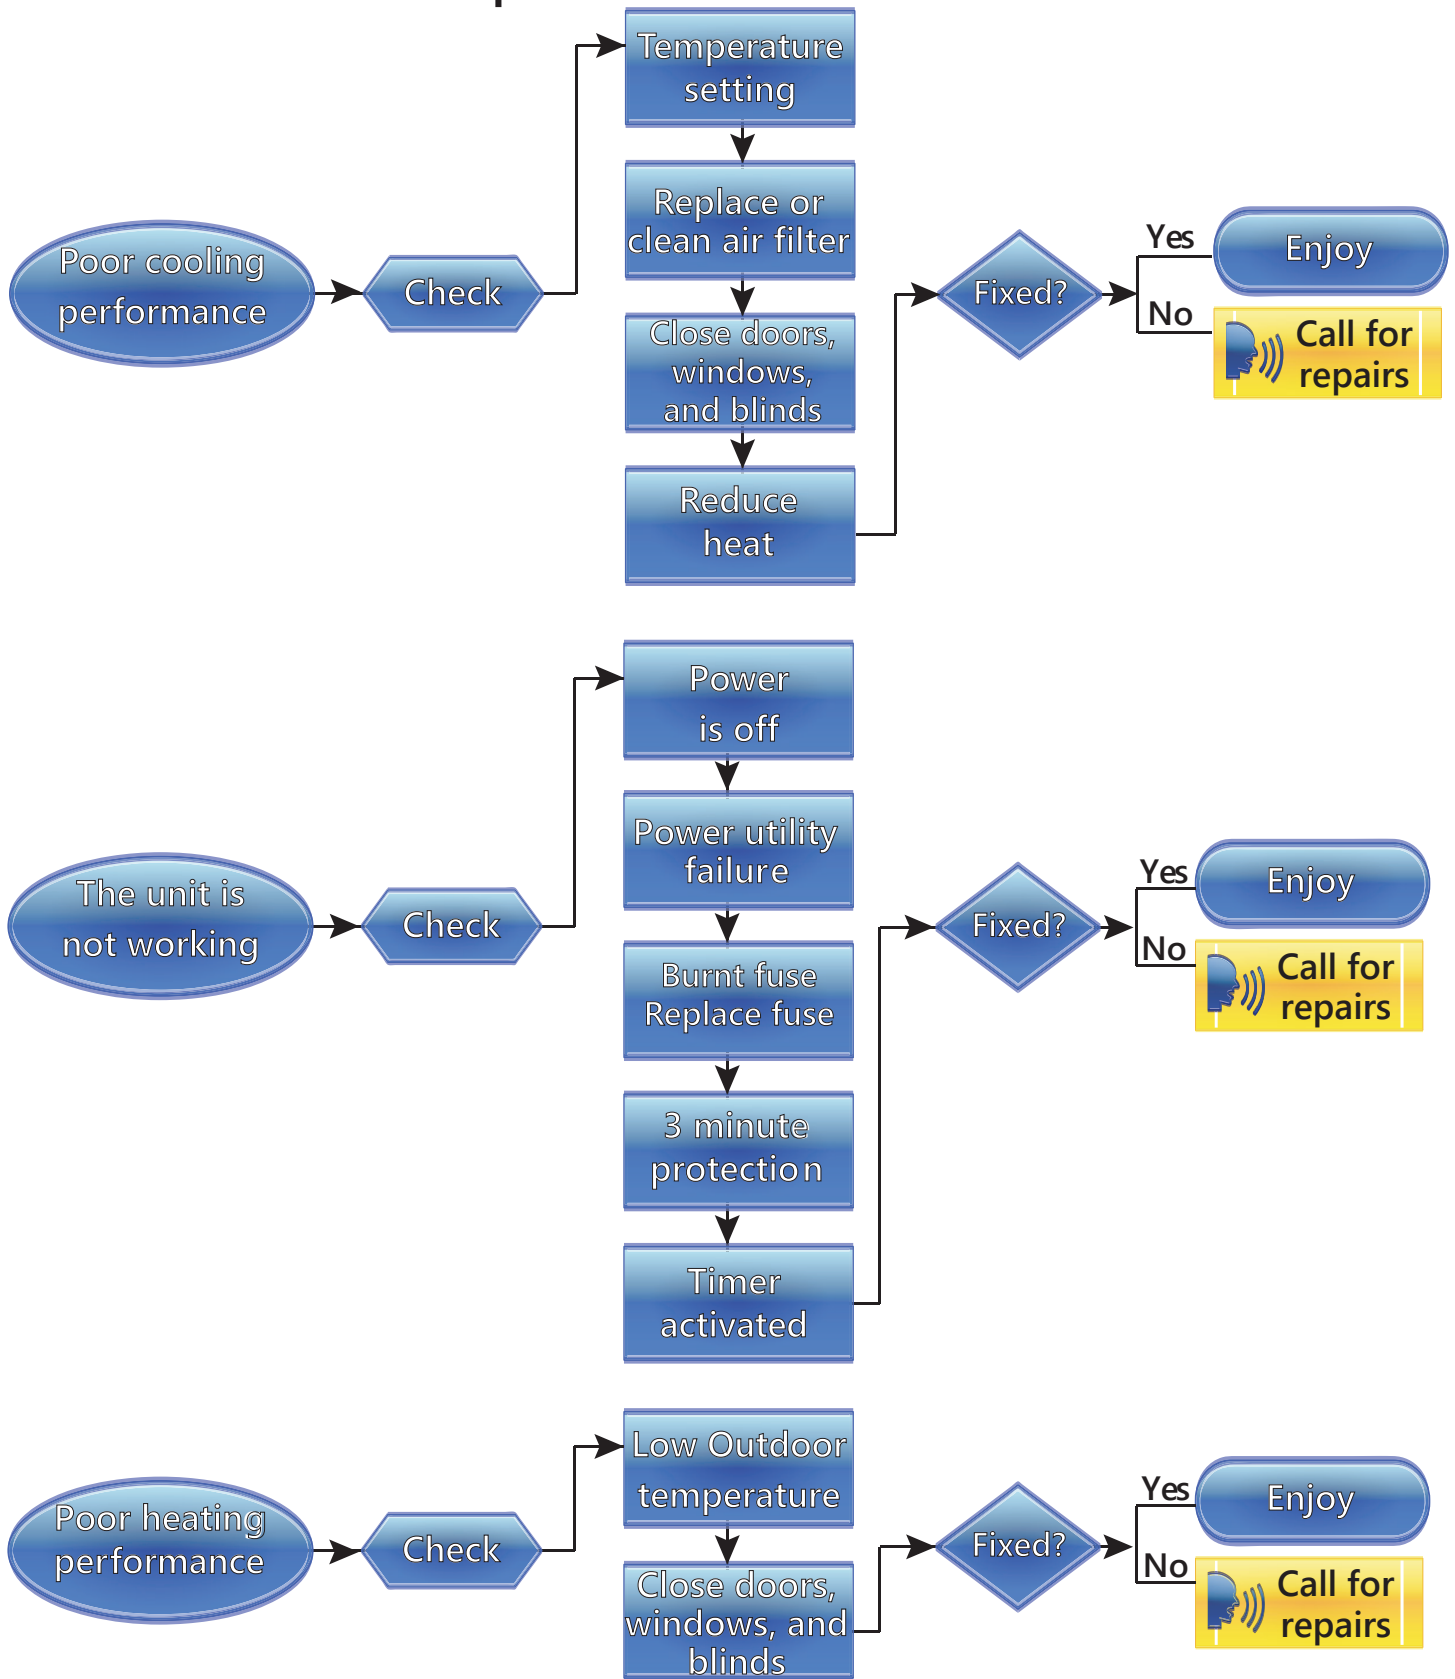 Temperature
setting
Replace or
clean air filter
Close doors,
windows,
and blinds
Reduce
heat
Poor cooling
performance
Check
Fixed?
Yes
No
Enjoy
Call for
repairs
Power
is off
Power utility
failure
Burnt fuse
Replace fuse
3 minute
protection
Timer
activated
The unit is
not working
Check
Fixed?
Yes
No
Enjoy
Call for
repairs
Low Outdoor
temperature
Close doors,
windows, and
blinds
Poor heating
performance
Check
Fixed?
Yes
No
Enjoy
Call for
repairs